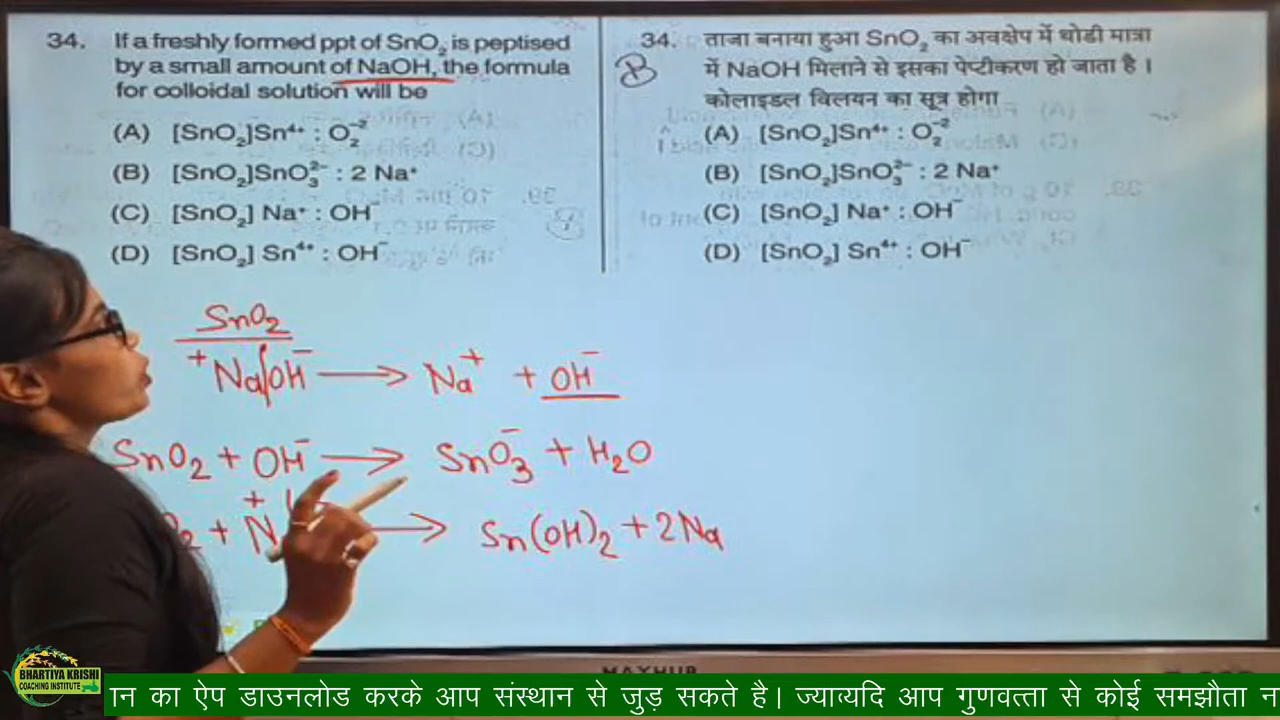 34. If a freshly formed ppt of SnO₂ is peptised
by a small amount of NaOH, the formula
for colloidal solution will be
(A) [SnO₂]Sn⁴⁺ : O₂⁻²
(B) [SnO₂]SnO₃²⁻ : 2 Na⁺
(C) [SnO₂] Na⁺ : OH⁻
(D) [SnO₂] Sn⁴⁺ : OH⁻
34. ताजा बनाया हुआ SnO₂ का अवक्षेप में थोडी मात्रा
में NaOH मिलाने से इसका पेप्टीकरण हो जाता है ।
कोलाइडल विलयन का सूत्र होगा
B
(A) [SnO₂]Sn⁴⁺ : O₂⁻²
(B) [SnO₂]SnO₃²⁻ : 2 Na⁺
(C) [SnO₂] Na⁺ : OH⁻
(D) [SnO₂] Sn⁴⁺ : OH⁻
SnO₂
⁺NaOH⁻ → Na⁺ + OH⁻
SnO₂ + OH⁻ → SnO₃⁻ + H₂O
+ N → Sn(OH)₂ + 2Na
BHARTIYA KRISHI
COACHING INSTITUTE
ान का ऐप डाउनलोड करके आप संस्थान से जुड़ सकते है। ज्याय्यदि आप गुणवत्ता से कोई समझौता न